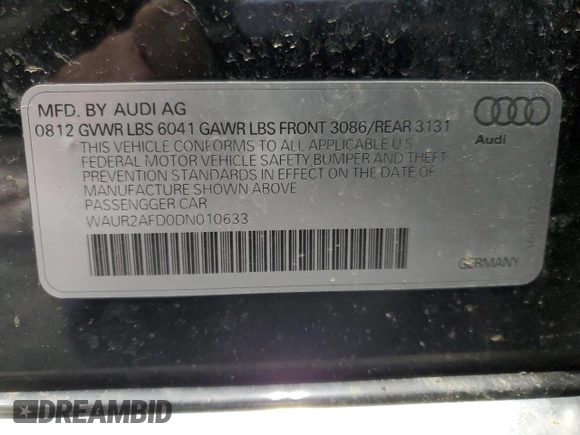 MFD. BY AUDI AG
0812 GVWR LBS 6041 GAWR LBS FRONT 3086/REAR 3131
THIS VEHICLE CONFORMS TO ALL APPLICABLE U.S
FEDERAL MOTOR VEHICLE SAFETY,BUMPER AND THEFT
PREVENTION STANDARDS IN EFFECT ON THE DATE OF
MANUFACTURE SHOWN ABOVE
PASSENGGER CAR
WAUR2AFD0DN010633
Audi
GERMANY
DREAMBID